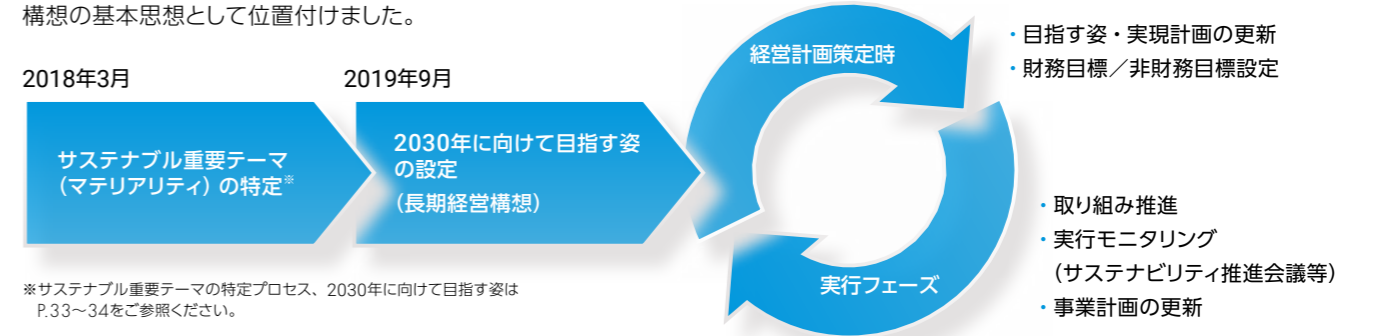 構想の基本思想として位置付けました。
2018年3月
2019年9月
サステナブル重要テーマ
（マテリアリティ）の特定※
2030年に向けて目指す姿
の設定
（長期経営構想）
経営計画策定時
・目指す姿・実現計画の更新
・財務目標／非財務目標設定
実行フェーズ
・取り組み推進
・実行モニタリング
（サステナビリティ推進会議等）
・事業計画の更新
※サステナブル重要テーマの特定プロセス、2030年に向けて目指す姿は
P.33〜34をご参照ください。